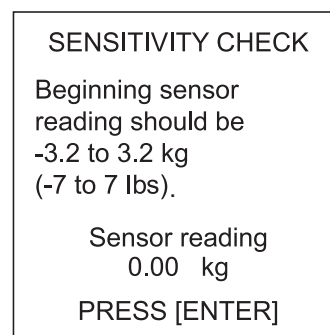 SENSITIVITY CHECK
Beginning sensor
reading should be
-3.2 to 3.2 kg
(-7 to 7 lbs).
Sensor reading
0.00 kg
PRESS [ENTER]